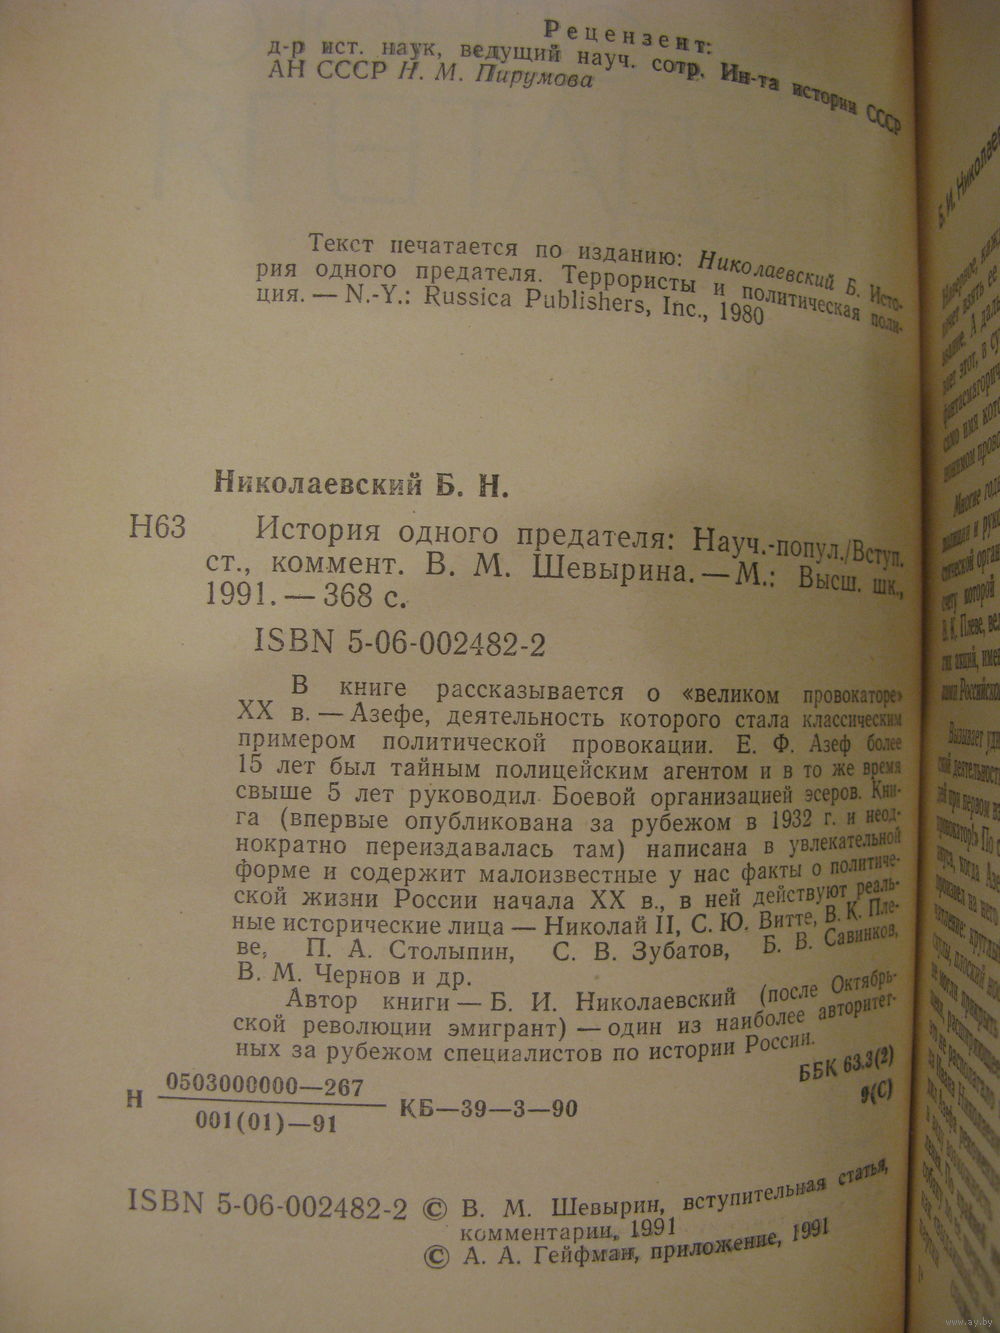 Рецензент:
д-р ист. наук, ведущий науч. сотр. Ин-та истории СССР
АН СССР Н. М. Пирумова
Текст печатается по изданию: Николаевский Б. Исто-
рия одного предателя. Террористы и политическая поли-
ция. — N.-Y.: Russica Publishers, Inc., 1980
Николаевский Б. Н.
Н63 История одного предателя: Науч.-попул./Вступ.
ст., коммент. В. М. Шевырина. — М.: Высш. шк.,
1991. — 368 с.
ISBN 5-06-002482-2
В книге рассказывается о «великом провокаторе»
XX в. — Азефе, деятельность которого стала классическим
примером политической провокации. Е. Ф. Азеф более
15 лет был тайным полицейским агентом и в то же время
свыше 5 лет руководил Боевой организацией эсеров. Кни-
га (впервые опубликована за рубежом в 1932 г. и неод-
нократно переиздавалась там) написана в увлекательной
форме и содержит малоизвестные у нас факты о политиче-
ской жизни России начала XX в., в ней действуют реаль-
ные исторические лица — Николай II, С. Ю. Витте, В. К. Пле-
ве, П. А. Столыпин, С. В. Зубатов, Б. В. Савинков,
В. М. Чернов и др.
Автор книги — Б. И. Николаевский (после Октябрь-
ской революции эмигрант) — один из наиболее авторитет-
ных за рубежом специалистов по истории России.
ББК 63.3(2)
9(С)
Н 0503000000—267
001(01)—91
КБ—39—3—90
ISBN 5-06-002482-2 © В. М. Шевырин, вступительная статья,
комментарии, 1991
© А. А. Гейфман, приложение, 1991
Б. И. Николаев
Многие годы
В. К. Плеве,
Вызывает
www.ay.by